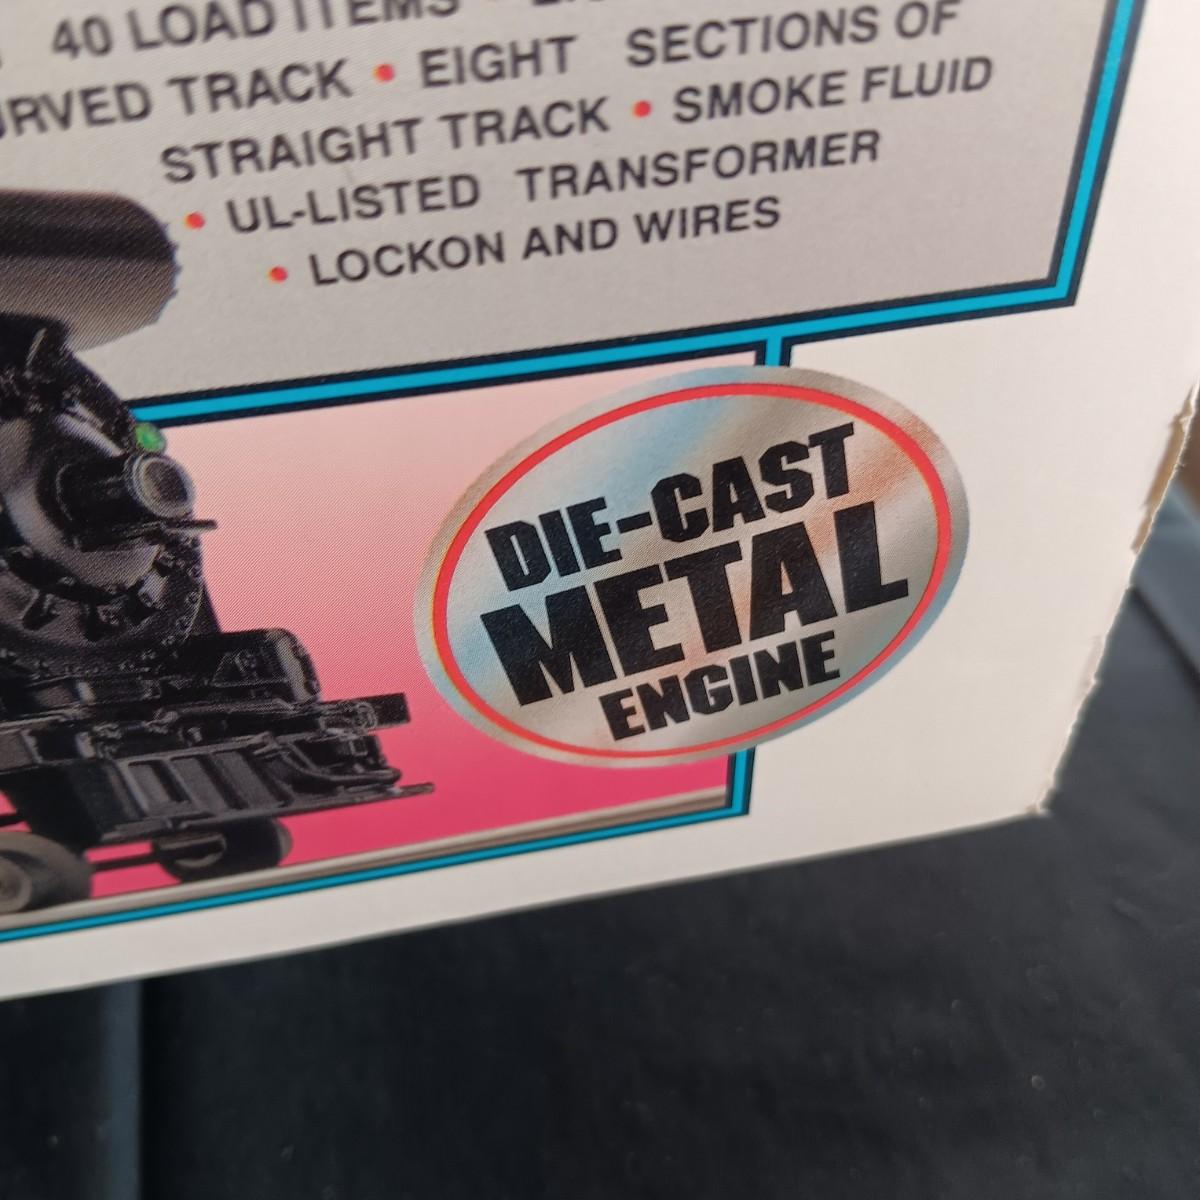 40 LOAD ITEMS •
TRACK • EIGHT SECTIONS OF
STRAIGHT TRACK • SMOKE FLUID
• UL-LISTED TRANSFORMER
• LOCKON AND WIRES
DIE-CAST
METAL
ENGINE